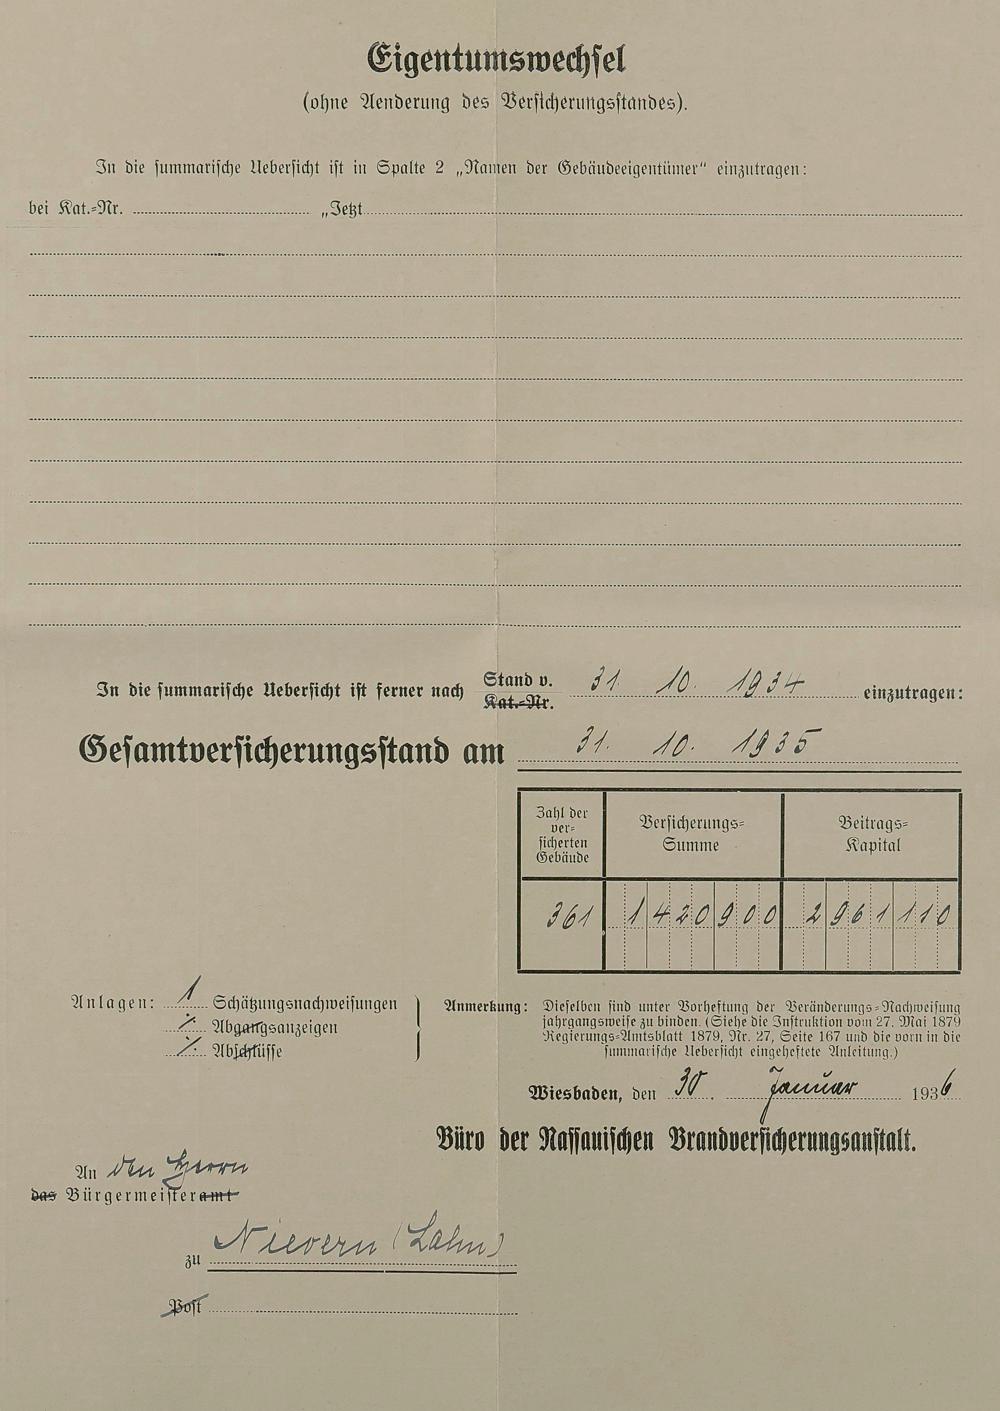 Eigentumswechsel
(ohne Aenderung des Versicherungsstandes).
In die summarische Uebersicht ist in Spalte 2 „Namen der Gebäudeeigentümer“ einzutragen:
bei Kat.=Nr. „Jetzt
In die summarische Uebersicht ist ferner nach Stand v. 31. 10. 1934 einzutragen:
Kat.=Nr.
Gesamtversicherungsstand am 31. 10. 1935
Zahl der versicherten Gebäude Versicherungs=Summe Beitrags=Kapital
361 1420900 2961110
Anlagen: 1 Schätzungsnachweisungen
Abgangsanzeigen
Abschlüsse
Anmerkung: Dieselben sind unter Vorheftung der Veränderungs=Nachweisung
jahrgangsweise zu binden. (Siehe die Instruktion vom 27. Mai 1879
Regierungs=Amtsblatt 1879, Nr. 27, Seite 167 und die vorn in die
summarische Uebersicht eingeheftete Anleitung.)
Wiesbaden, den 30. Januar 1936
Büro der Nassauischen Brandversicherungsanstalt.
An den Herrn
das Bürgermeisteramt
zu Nievern (Lahn)
Post